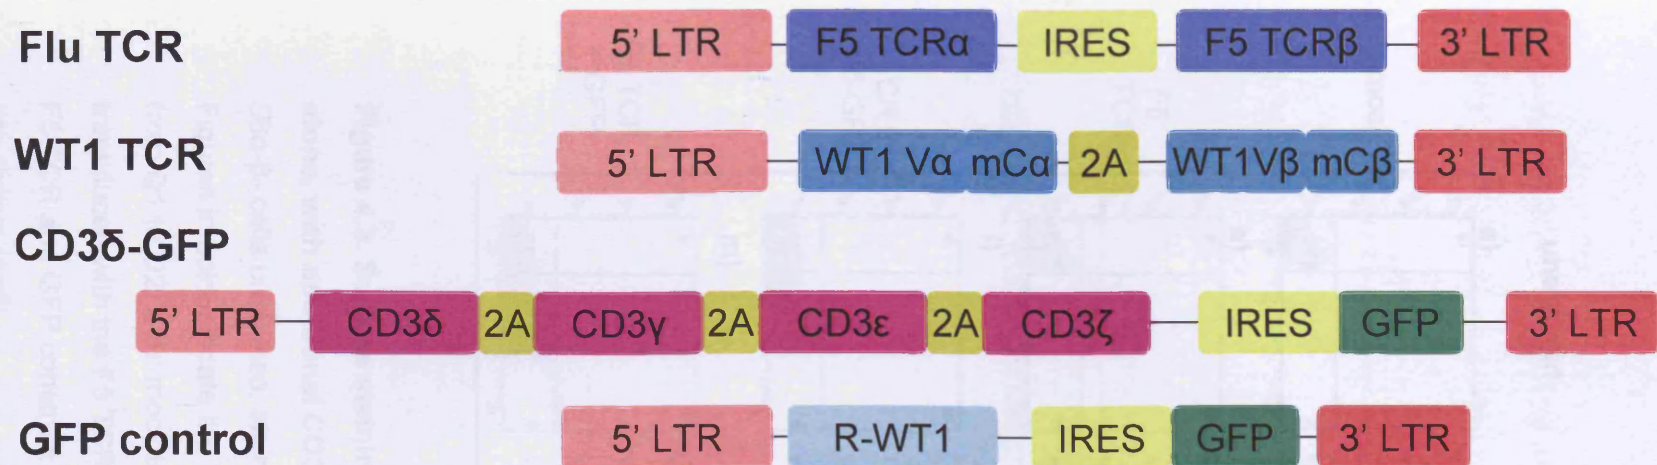 Flu TCR 5' LTR F5 TCRα IRES F5 TCRβ 3' LTR
WT1 TCR 5' LTR WT1 Vα mCα 2A WT1Vβ mCβ 3' LTR
CD3δ-GFP
5' LTR CD3δ 2A CD3γ 2A CD3ε 2A CD3ζ IRES GFP 3' LTR
GFP control 5' LTR R-WT1 IRES GFP 3' LTR